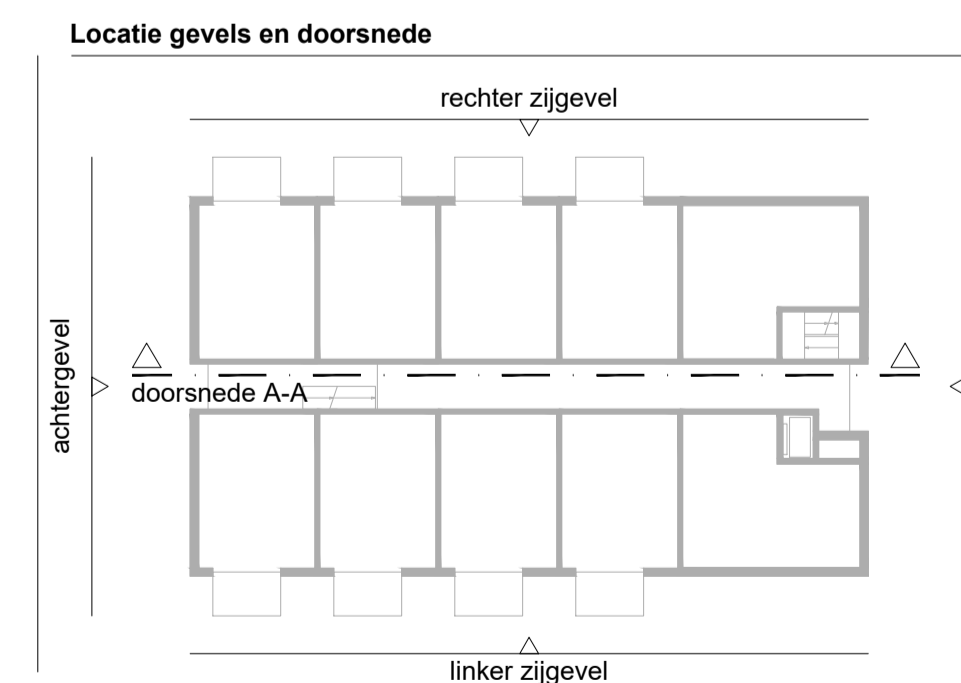 Locatie gevels en doorsnede
rechter zijgevel
achtergevel
doorsnede A-A
linker zijgevel